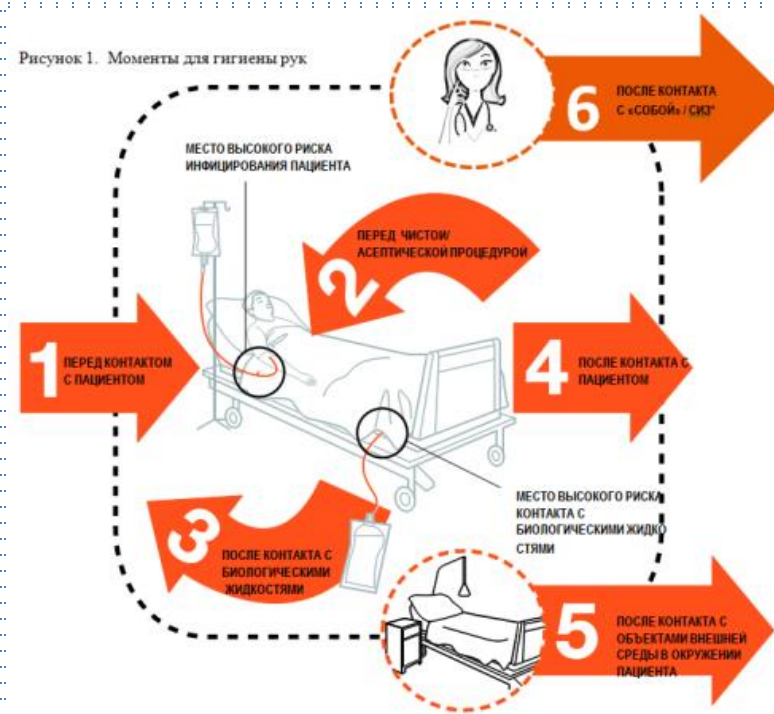 Рисунок 1. Моменты для гигиены рук
6
ПОСЛЕ КОНТАКТА
С «СОБОЙ» / СИЗ*
МЕСТО ВЫСОКОГО РИСКА
ИНФИЦИРОВАНИЯ ПАЦИЕНТА
2
ПЕРЕД ЧИСТОИ/
АСЕПТИЧЕСКОЙ ПРОЦЕДУРОЙ
1
ПЕРЕД КОНТАКТОМ
С ПАЦИЕНТОМ
4
ПОСЛЕ КОНТАКТА С
ПАЦИЕНТОМ
МЕСТО ВЫСОКОГО РИСКА
КОНТАКТА С
БИОЛОГИЧЕСКИМИ ЖИДКО
СТЯМИ
3
ПОСЛЕ КОНТАКТА С
БИОЛОГИЧЕСКИМИ
ЖИДКОСТЯМИ
5
ПОСЛЕ КОНТАКТА С
ОБЪЕКТАМИ ВНЕШНЕЙ
СРЕДЫ В ОКРУЖЕНИИ
ПАЦИЕНТА